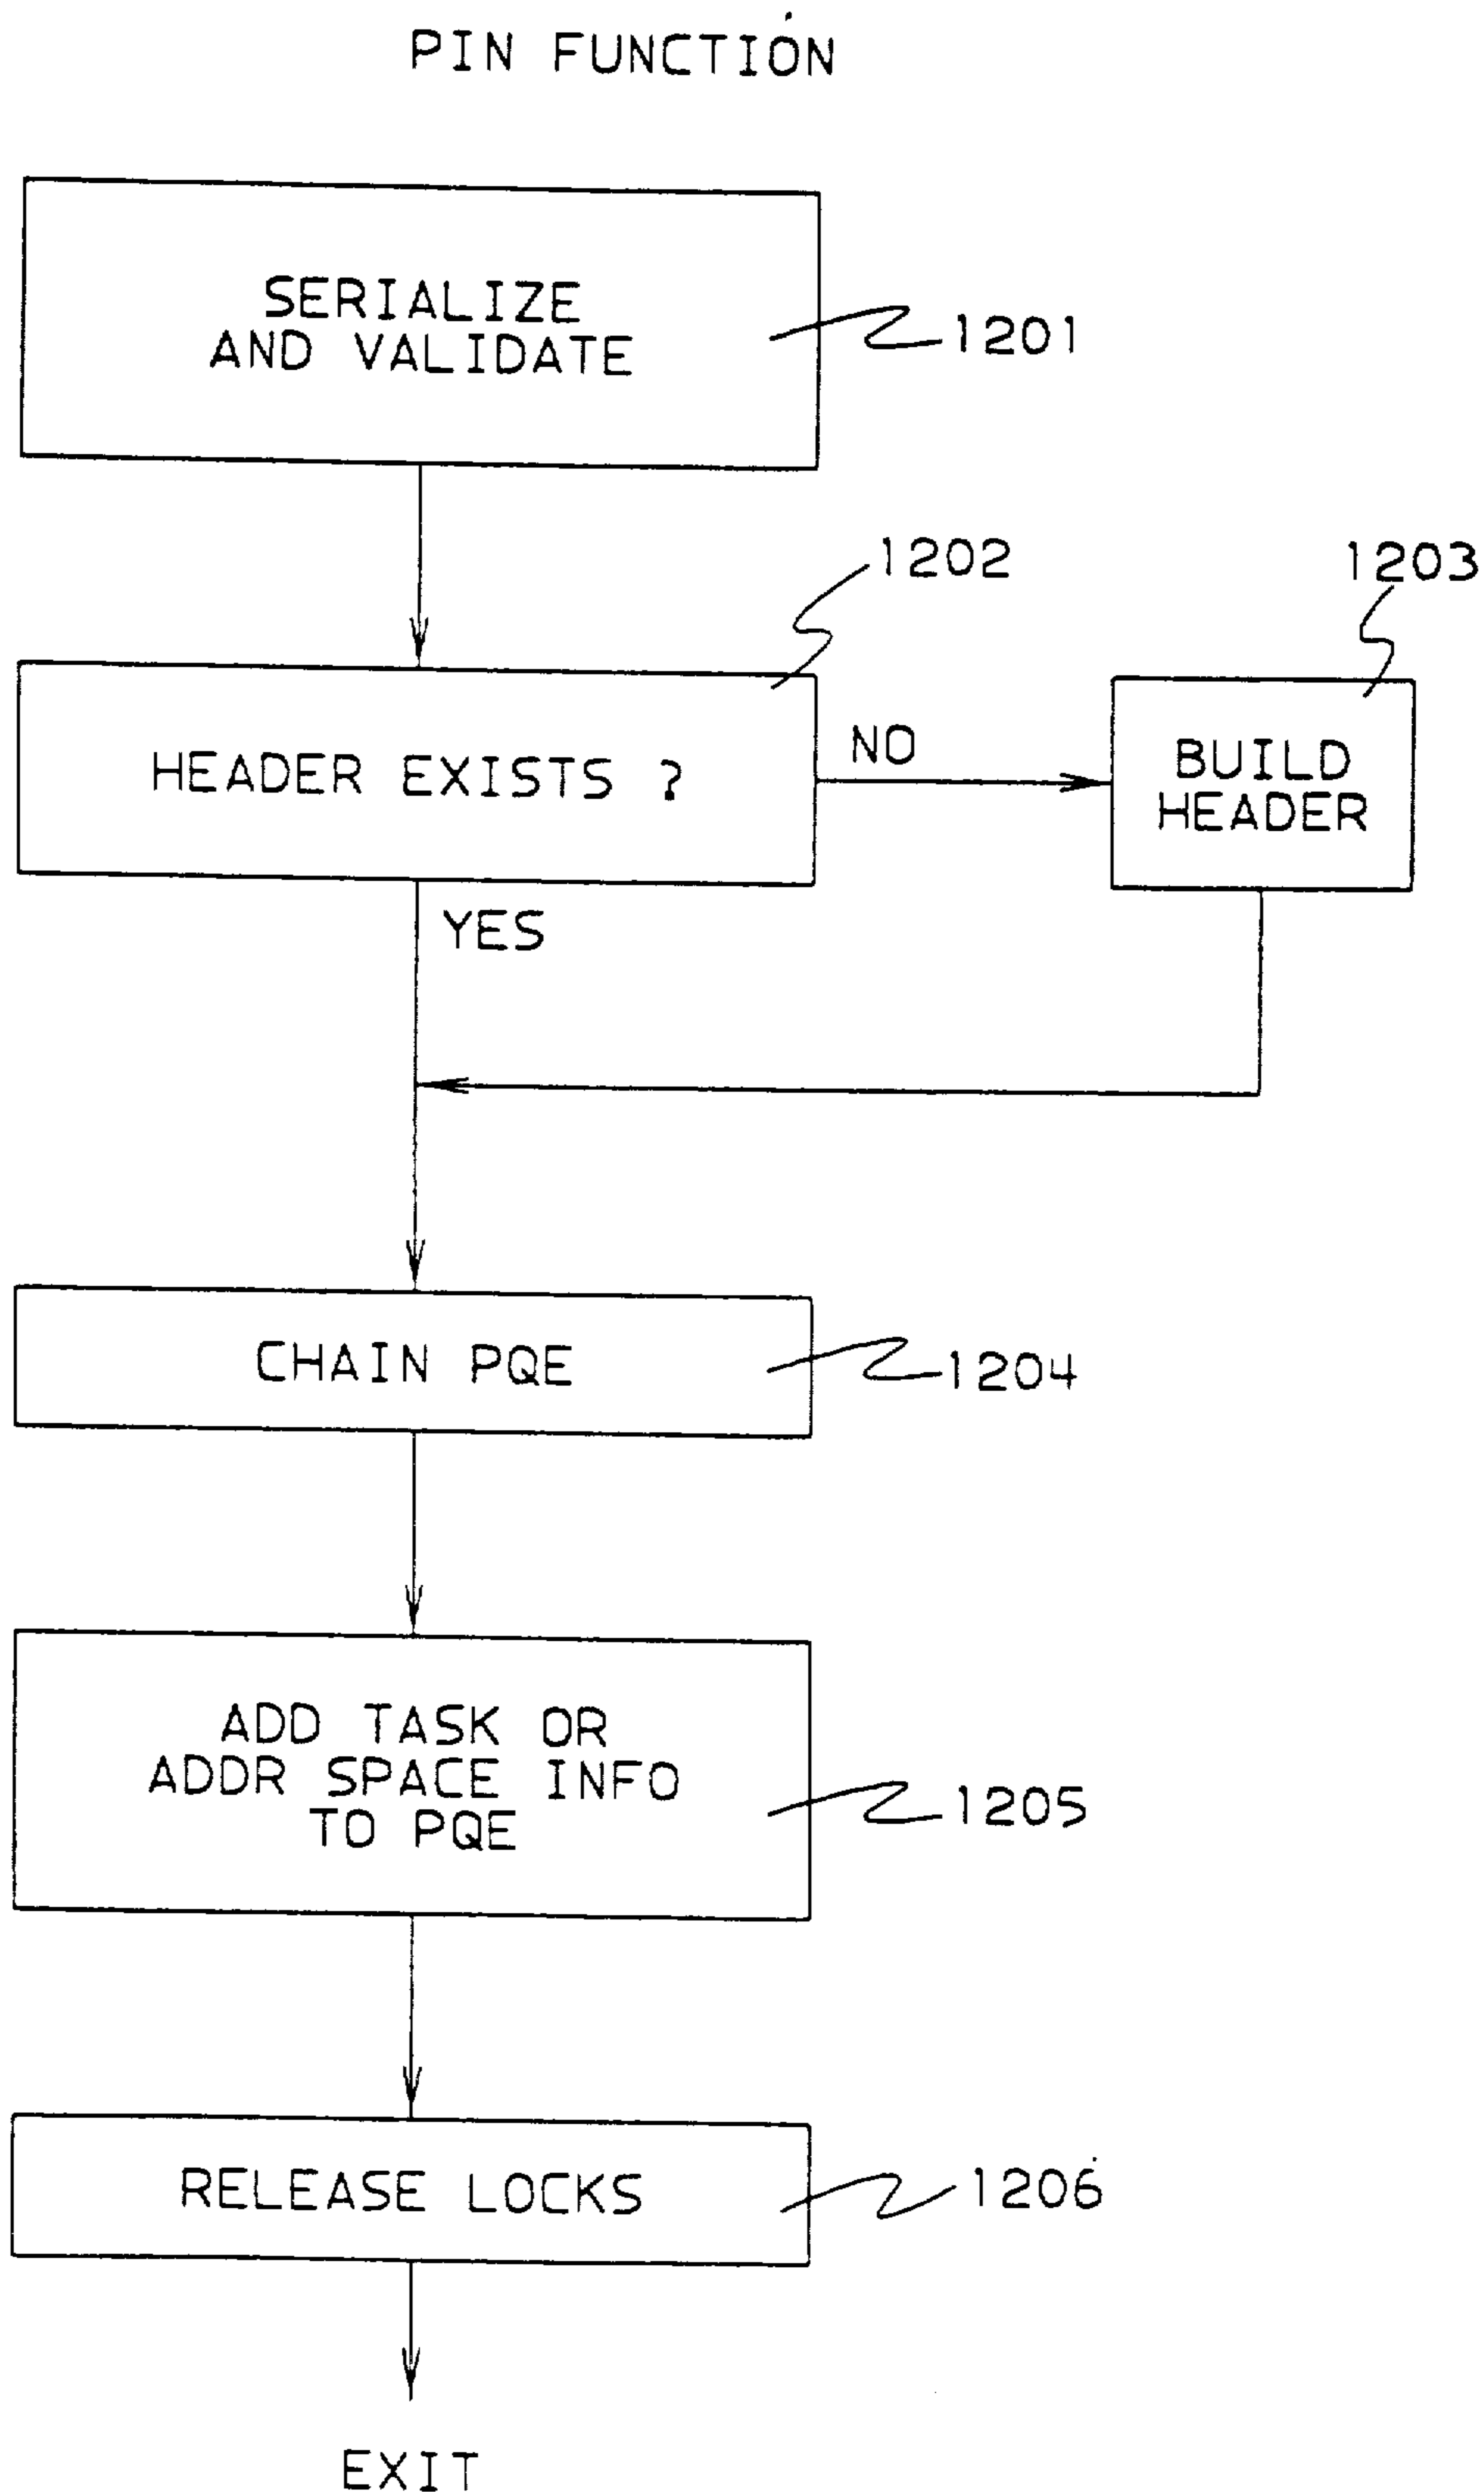 PIN FUNCTION
SERIALIZE
AND VALIDATE
1201
1202
1203
HEADER EXISTS ?
NO
BUILD
HEADER
YES
CHAIN PQE
1204
ADD TASK OR
ADDR SPACE INFO
TO PQE
1205
RELEASE LOCKS
1206
EXIT